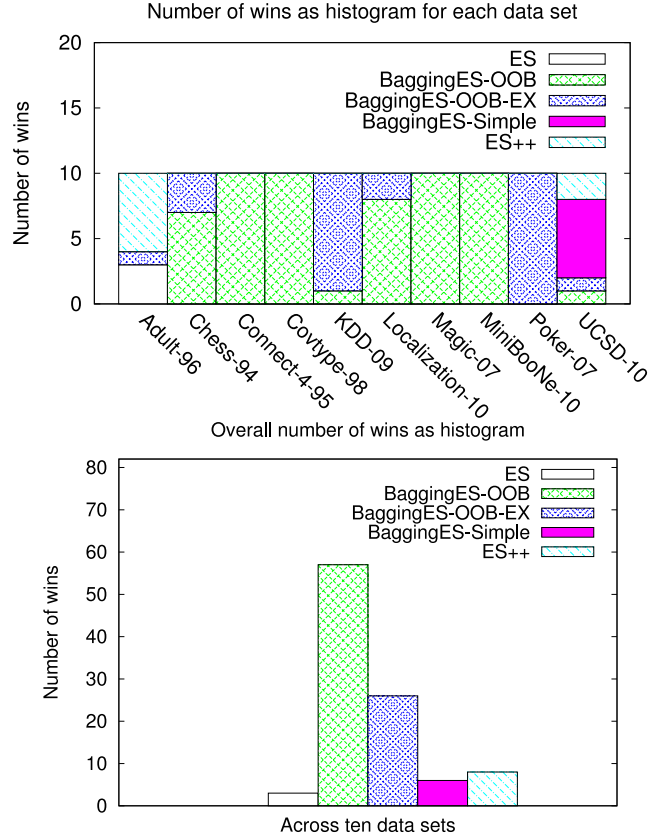 Number of wins as histogram for each data set
Number of wins
20
15
10
5
0
ES
BaggingES-OOB
BaggingES-OOB-EX
BaggingES-Simple
ES++
Adult-96
Chess-94
Connect-4-95
Covtype-98
KDD-09
Localization-10
Magic-07
MiniBooNe-10
Poker-07
UCSD-10
Overall number of wins as histogram
Number of wins
80
70
60
50
40
30
20
10
0
ES
BaggingES-OOB
BaggingES-OOB-EX
BaggingES-Simple
ES++
Across ten data sets